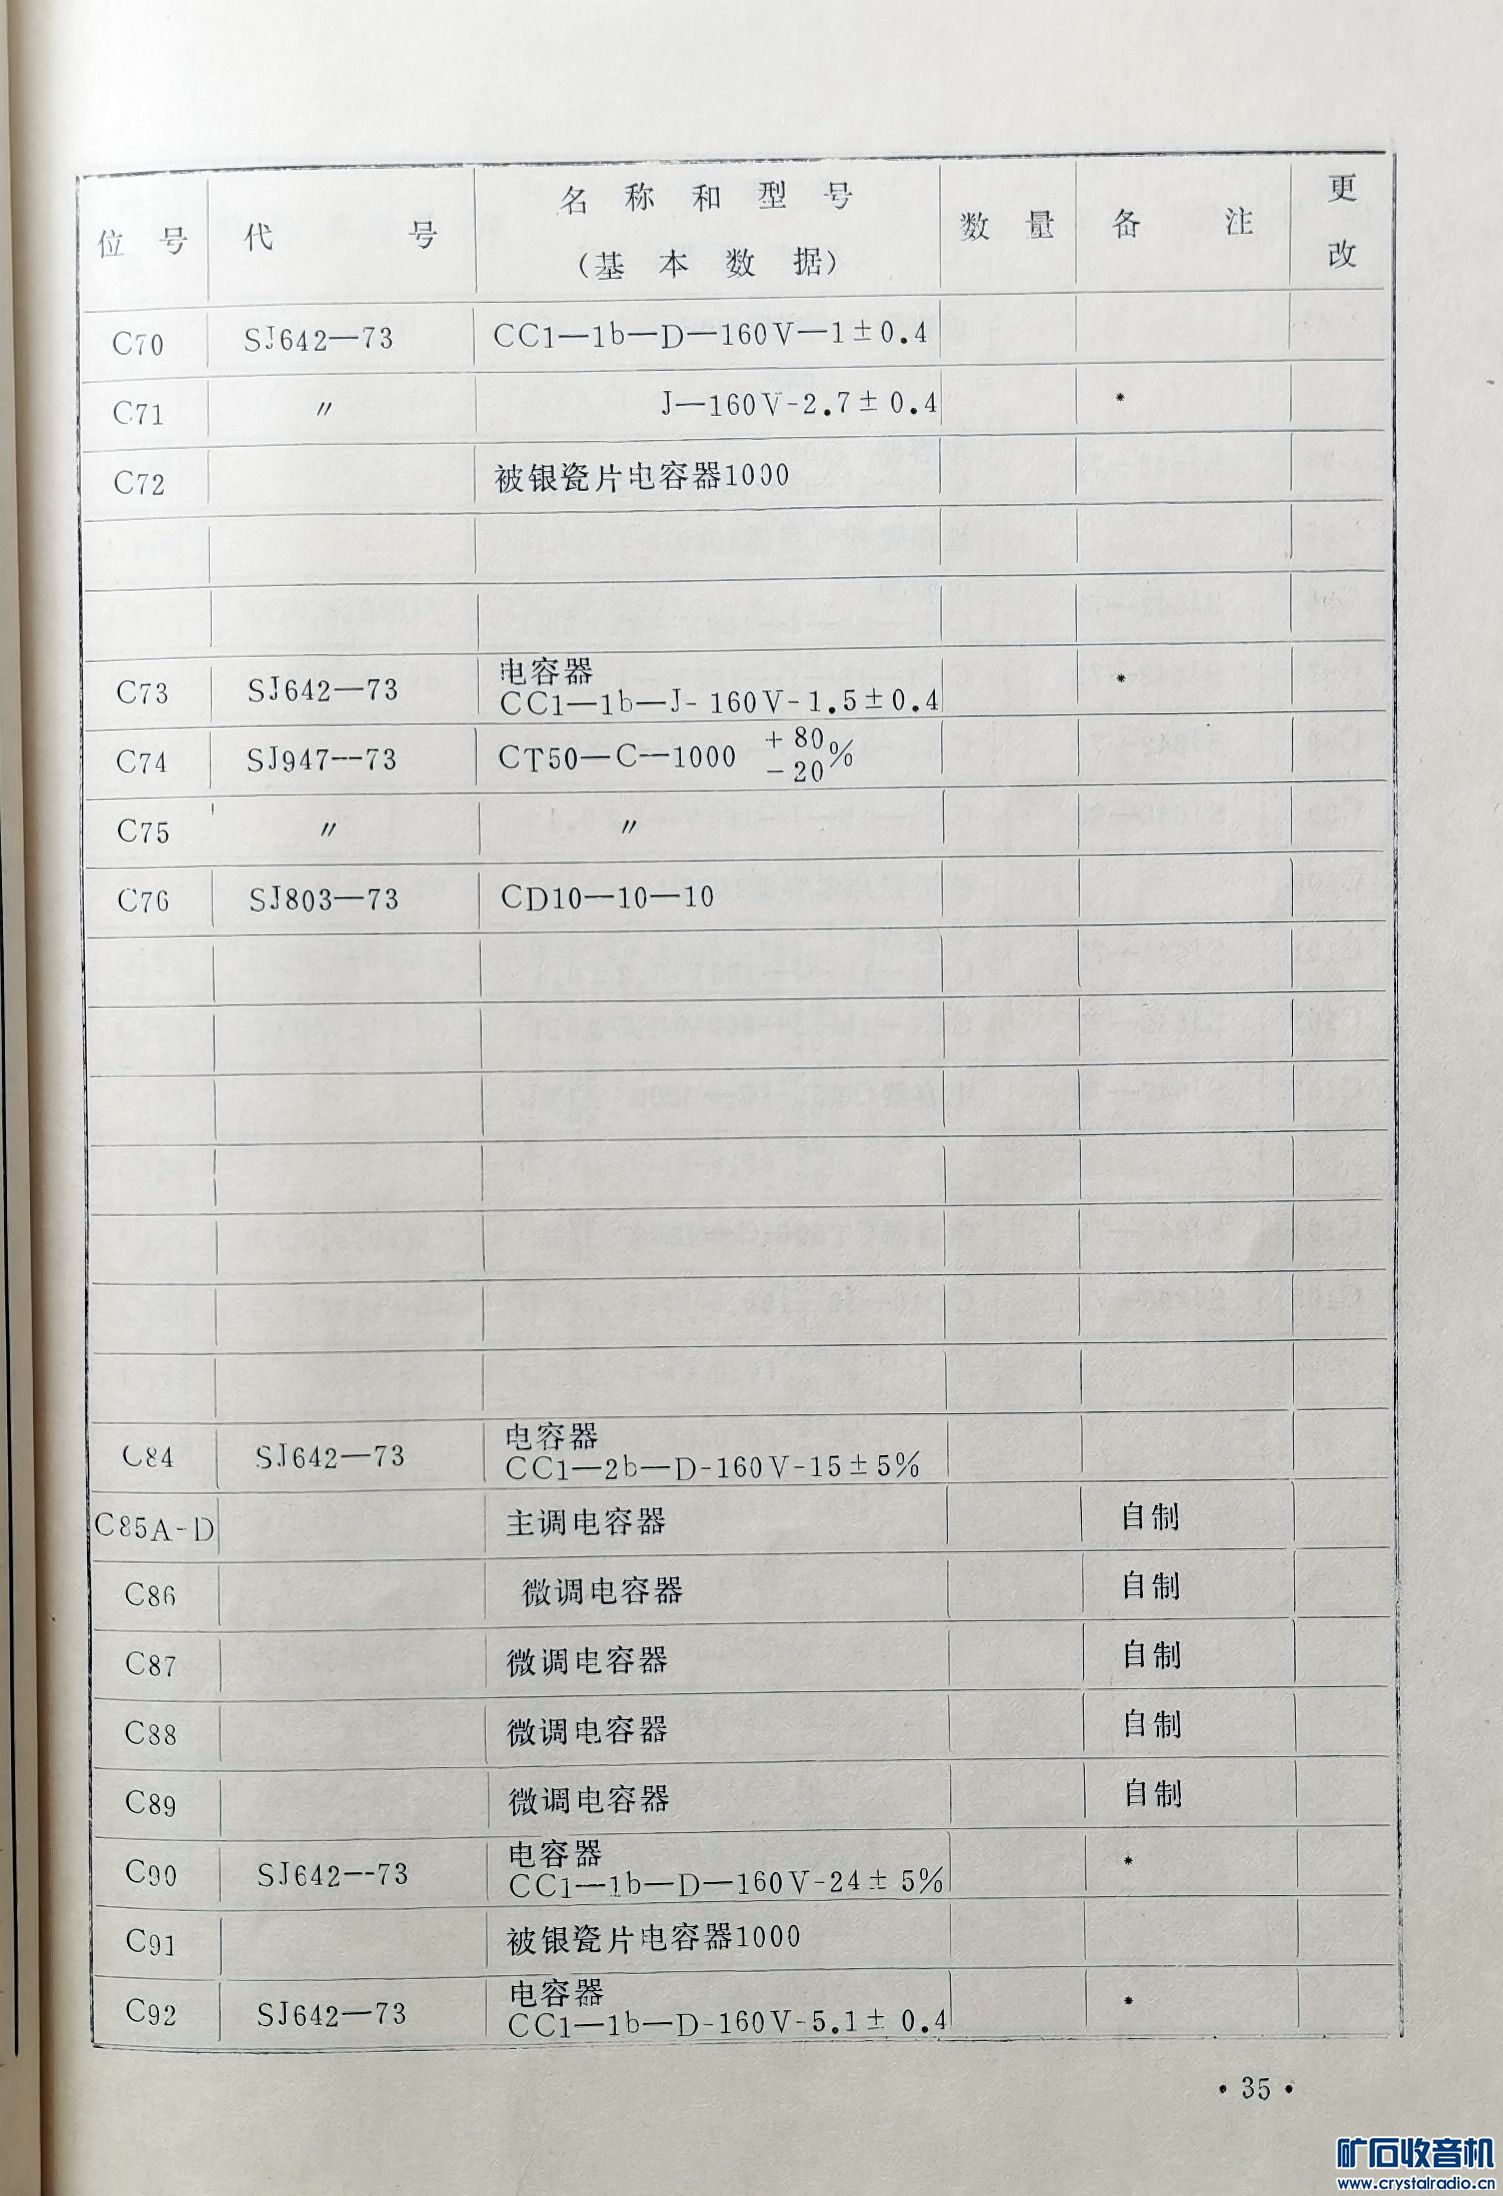 位号 代号 名称和型号 (基本数据) 数量 备注 更改
C70 SJ642—73 CC1—1b—D—160V—1±0.4
C71 〃 J—160V-2.7±0.4 *
C72 被银瓷片电容器1000
C73 SJ642—73 电容器
CC1—1b—J-160V-1.5±0.4 *
C74 SJ947--73 CT50—C—1000 +80 -20 %
C75 〃 〃
C76 SJ803—73 CD10—10—10
C84 SJ642—73 电容器
CC1—2b—D-160V-15±5%
C85A-D 主调电容器 自制
C86 微调电容器 自制
C87 微调电容器 自制
C88 微调电容器 自制
C89 微调电容器 自制
C90 SJ642--73 电容器
CC1—1b—D—160V-24±5% *
C91 被银瓷片电容器1000
C92 SJ642—73 电容器
CC1—1b—D-160V-5.1±0.4 *
·35·
矿石收音机
www.crystalradio.cn